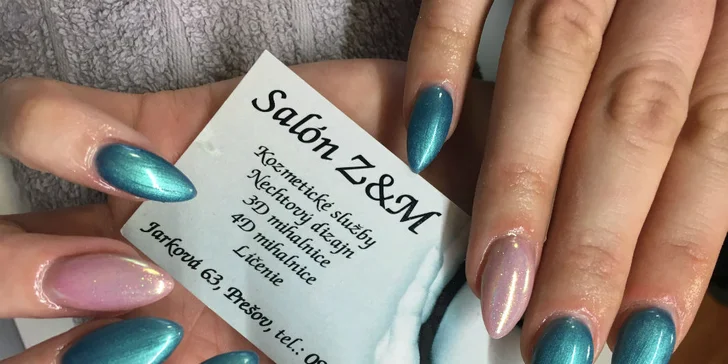 Salón Z&M
Kozmetické služby
Nechtový dizajn
3D mihalnice
4D mihalnice
Líčenie
Jarková 63, Prešov, tel.: 09